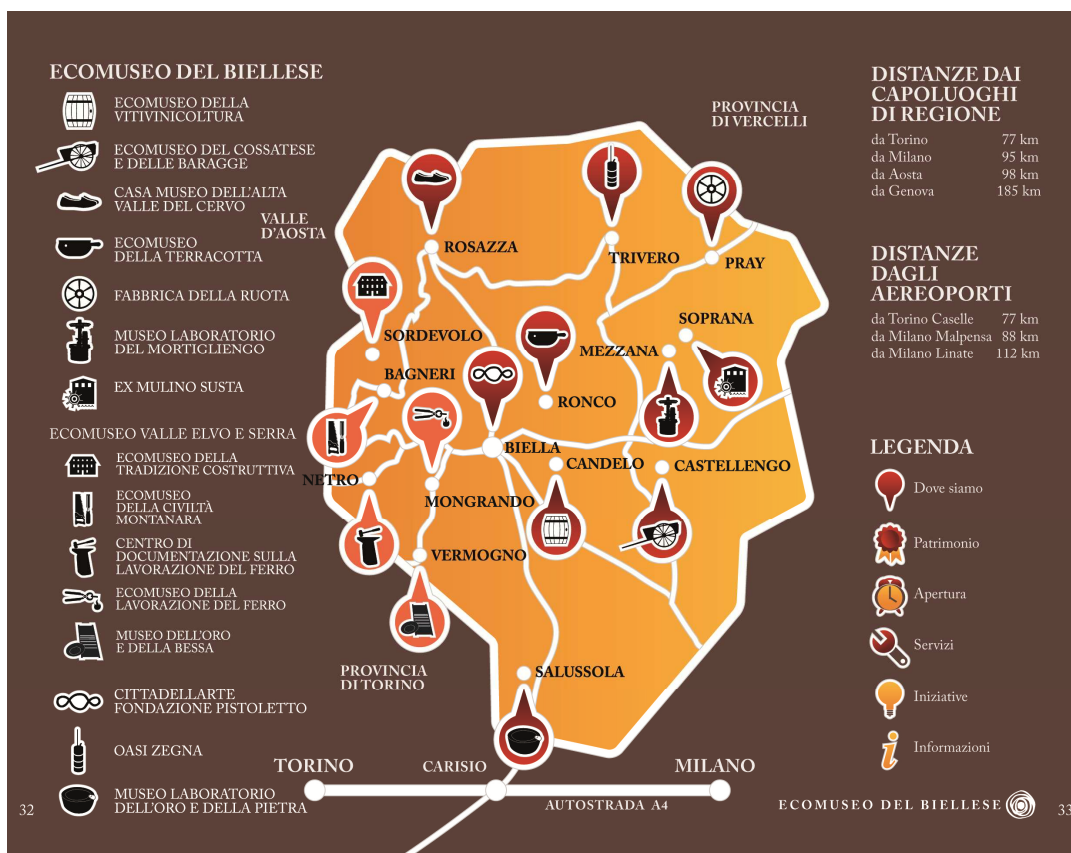 ECOMUSEO DEL BIELLESE
ECOMUSEO DELLA
VITIVINICOLTURA
ECOMUSEO DEL COSSATESE
E DELLE BARAGGE
CASA MUSEO DELL'ALTA
VALLE DEL CERVO
ECOMUSEO
DELLA TERRACOTTA
FABBRICA DELLA RUOTA
MUSEO LABORATORIO
DEL MORTIGLIENGO
EX MULINO SUSTA
ECOMUSEO VALLE ELVO E SERRA
ECOMUSEO DELLA
TRADIZIONE COSTRUTTIVA
ECOMUSEO
DELLA CIVILTÀ
MONTANARA
CENTRO DI
DOCUMENTAZIONE SULLA
LAVORAZIONE DEL FERRO
ECOMUSEO DELLA
LAVORAZIONE DEL FERRO
MUSEO DELL'ORO
E DELLA BESSA
CITTADELLARTE
FONDAZIONE PISTOLETTO
OASI ZEGNA
MUSEO LABORATORIO
DELL'ORO E DELLA PIETRA
32
PROVINCIA
DI VERCELLI
VALLE
D'AOSTA
ROSAZZA
TRIVERO
PRAY
SORDEVOLO
SOPRANA
MEZZANA
BAGNERI
RONCO
BIELLA
CANDELO
CASTELLENGO
NETRO
MONGRANDO
VERMOGNO
SALUSSOLA
PROVINCIA
DI TORINO
TORINO
CARISIO
MILANO
AUTOSTRADA A4
DISTANZE DAI
CAPOLUOGHI
DI REGIONE
da Torino 77 km
da Milano 95 km
da Aosta 98 km
da Genova 185 km
DISTANZE
DAGLI
AEREOPORTI
da Torino Caselle 77 km
da Milano Malpensa 88 km
da Milano Linate 112 km
LEGENDA
Dove siamo
Patrimonio
Apertura
Servizi
Iniziative
Informazioni
ECOMUSEO DEL BIELLESE
33